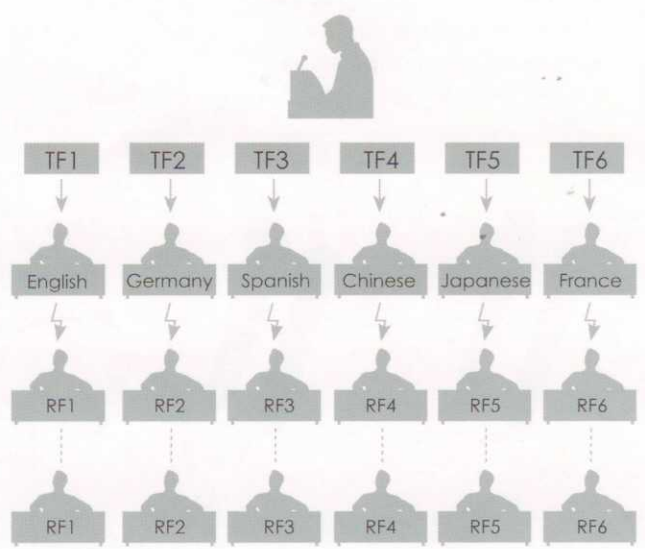 TF1 TF2 TF3 TF4 TF5 TF6
English Germany Spanish Chinese Japanese France
RF1 RF2 RF3 RF4 RF5 RF6
RF1 RF2 RF3 RF4 RF5 RF6